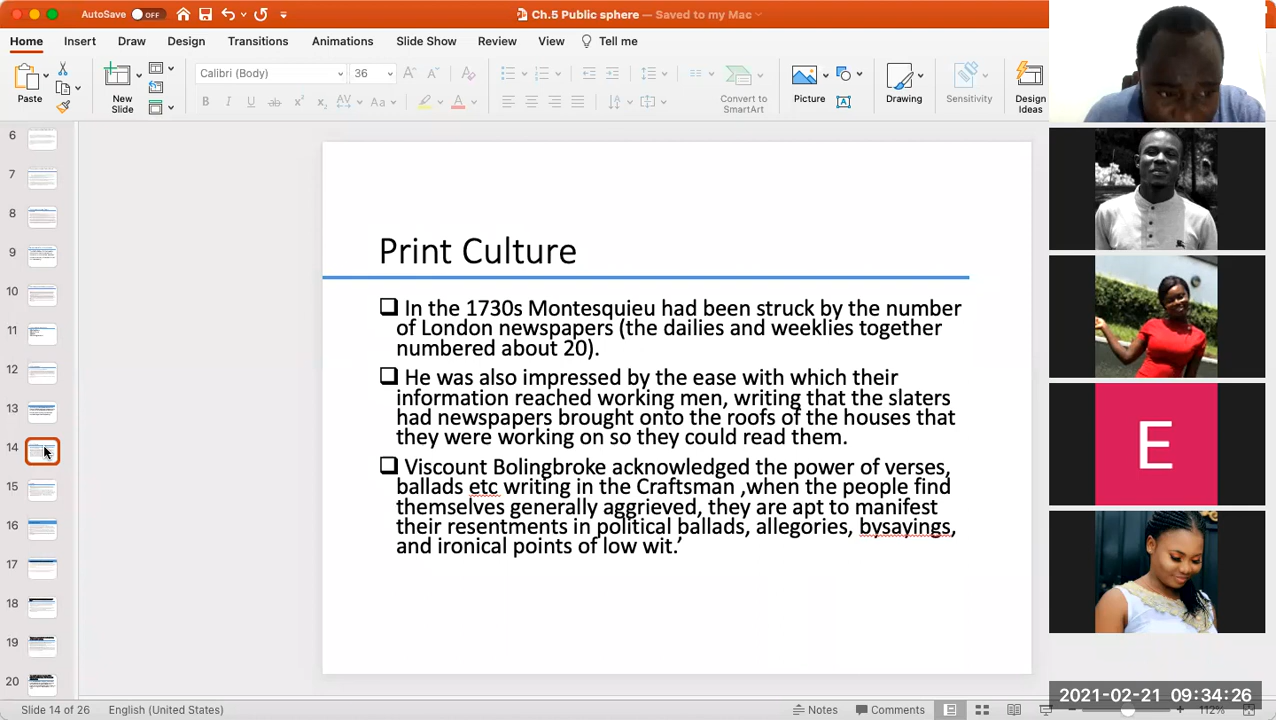 AutoSave OFF
Ch.5 Public sphere — Saved to my Mac
Home Insert Draw Design Transitions Animations Slide Show Review View Tell me
Calibri (Body) 36
Paste New Slide Convert to SmartArt Picture Drawing Sensitivity Design Ideas
6
7
8
9
10
11
12
13
14
15
16
17
18
19
20
Print Culture
In the 1730s Montesquieu had been struck by the number
of London newspapers (the dailies and weeklies together
numbered about 20).
He was also impressed by the ease with which their
information reached working men, writing that the slaters
had newspapers brought onto the roofs of the houses that
they were working on so they could read them.
Viscount Bolingbroke acknowledged the power of verses,
ballads etc writing in the Craftsman ,when the people find
themselves generally aggrieved, they are apt to manifest
their resentments in political ballads, allegories, bysayings,
and ironical points of low wit.’
E
2021-02-21 09:34:26
Slide 14 of 26 English (United States) Notes Comments 112%